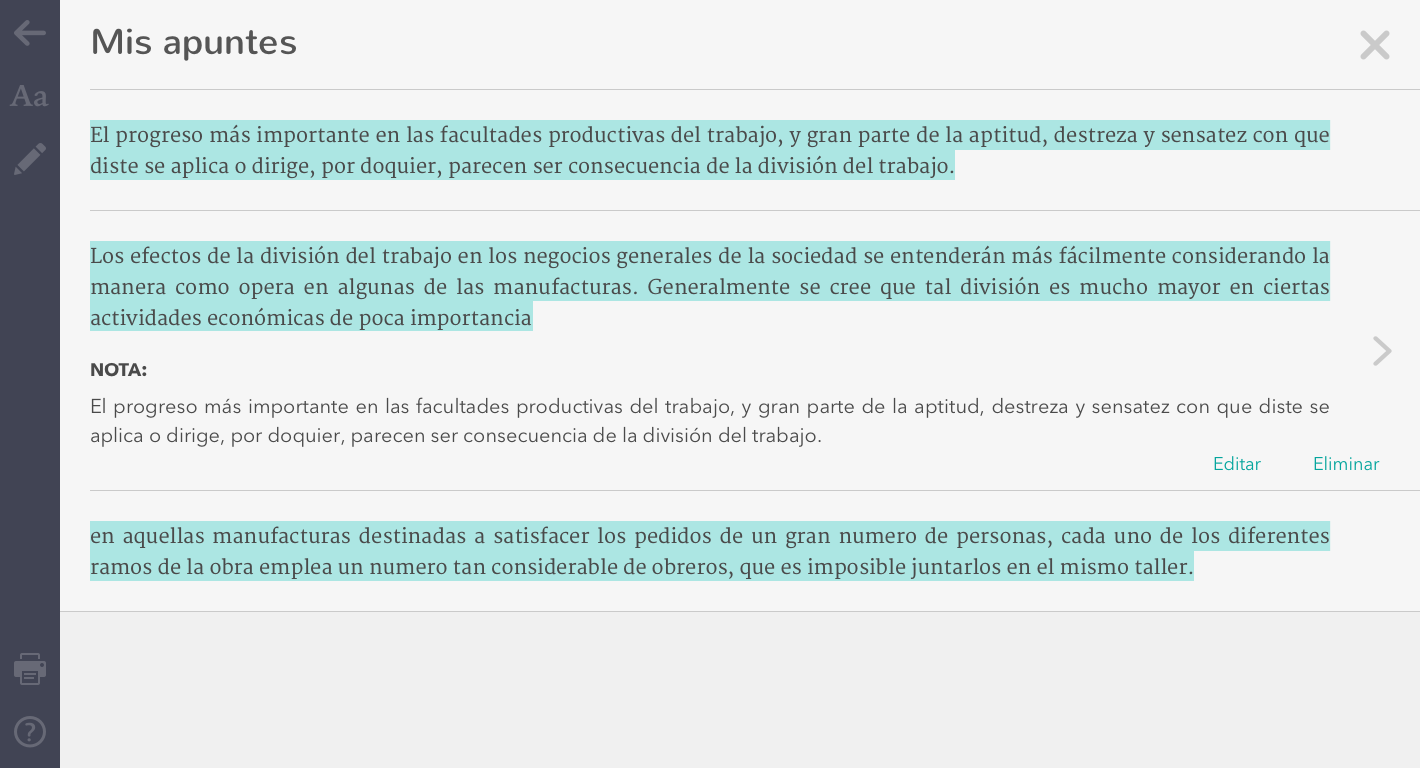 Mis apuntes
Aa
El progreso más importante en las facultades productivas del trabajo, y gran parte de la aptitud, destreza y sensatez con que
diste se aplica o dirige, por doquier, parecen ser consecuencia de la división del trabajo.
Los efectos de la división del trabajo en los negocios generales de la sociedad se entenderán más fácilmente considerando la
manera como opera en algunas de las manufacturas. Generalmente se cree que tal división es mucho mayor en ciertas
actividades económicas de poca importancia
NOTA:
El progreso más importante en las facultades productivas del trabajo, y gran parte de la aptitud, destreza y sensatez con que diste se
aplica o dirige, por doquier, parecen ser consecuencia de la división del trabajo.
Editar Eliminar
en aquellas manufacturas destinadas a satisfacer los pedidos de un gran numero de personas, cada uno de los diferentes
ramos de la obra emplea un numero tan considerable de obreros, que es imposible juntarlos en el mismo taller.
?